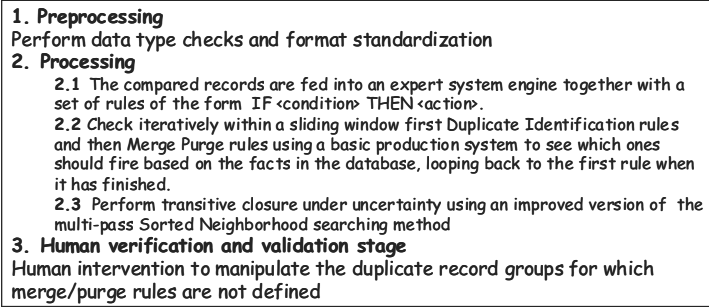 1. Preprocessing
Perform data type checks and format standardization
2. Processing
2.1 The compared records are fed into an expert system engine together with a
set of rules of the form IF <condition> THEN <action>.
2.2 Check iteratively within a sliding window first Duplicate Identification rules
and then Merge Purge rules using a basic production system to see which ones
should fire based on the facts in the database, looping back to the first rule when
it has finished.
2.3 Perform transitive closure under uncertainty using an improved version of the
multi-pass Sorted Neighborhood searching method
3. Human verification and validation stage
Human intervention to manipulate the duplicate record groups for which
merge/purge rules are not defined